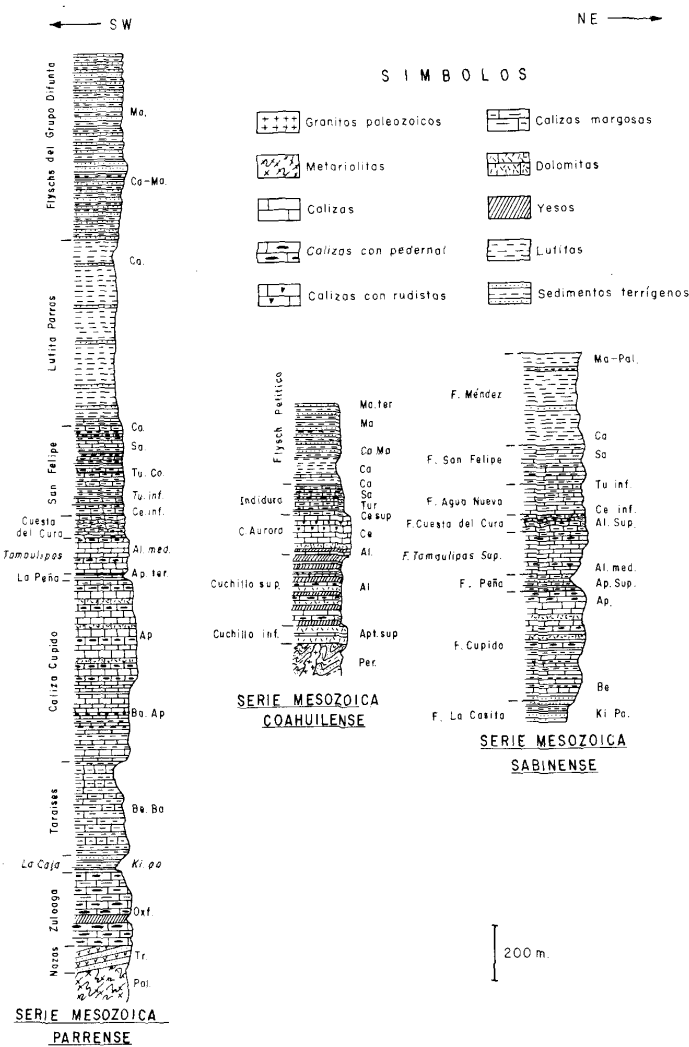 SW
NE
SIMBOLOS
Granitos paleozoicos
Calizas margosas
Metariolitas
Dolomitas
Calizas
Yesos
Calizas con pedernal
Lutitas
Calizas con rudistas
Sedimentos terrígenos
Flyschs del Grupo Difunta
Ma.
Ca-Ma.
Ca.
Lutita Parras
Ca.
San Felipe
Sa.
Tu. Co.
Tu. inf.
Ce. inf.
Cuesta
del Cura
Tamaulipas
Al. med.
La Peña
Ap. ter.
Caliza Cupido
Ap
Ba. Ap
Taraises
Be. Ba
La Caja
Ki. pa
Zuloaga
Oxf.
Nazas
Tr.
Pal.
SERIE MESOZOICA
PARRENSE
Flysch Pelitico
Ma. ter
Ma
Ca Ma
Ca
Ca
Indidura
Sa
Tur
Ce sup
C. Aurora
Ce
Al.
Cuchillo sup.
Al
Cuchillo inf.
Apt. sup
Per.
SERIE MESOZOICA
COAHUILENSE
Ma-Pal.
F. Méndez
Ca
F. San Felipe
Sa
Tu inf.
F. Agua Nueva
Ce inf.
F. Cuesta del Cura
Al. Sup.
F. Tamaulipas Sup.
Al. med.
F. Peña
Ap. Sup.
Ap.
F. Cupido
Be
F. La Casita
Ki Po.
SERIE MESOZOICA
SABINENSE
200 m.